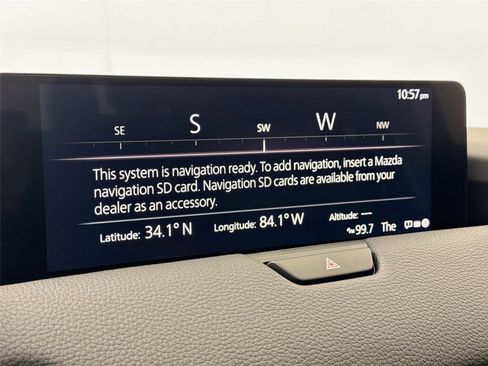 10:57 pm
SE S SW W NW
This system is navigation ready. To add navigation, insert a Mazda
navigation SD card. Navigation SD cards are available from your
dealer as an accessory.
Latitude: 34.1° N Longitude: 84.1° W Altitude: ---
99.7 The